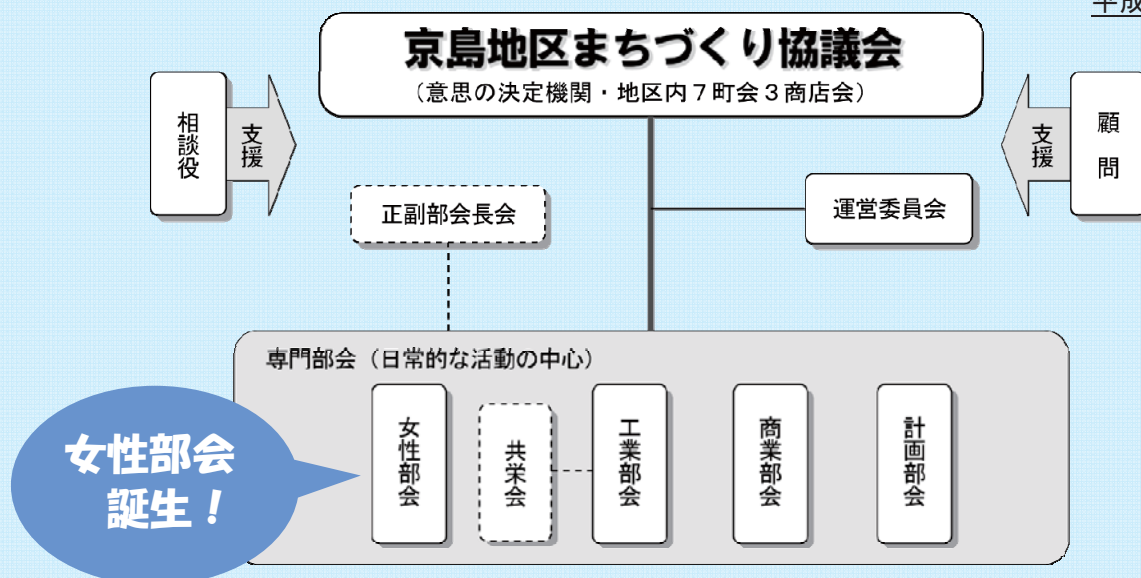 平成
京島地区まちづくり協議会
（意思の決定機関・地区内７町会３商店会）
相談役
支援
支援
顧問
正副部会長会
運営委員会
専門部会（日常的な活動の中心）
女性部会
共栄会
工業部会
商業部会
計画部会
女性部会
誕生！